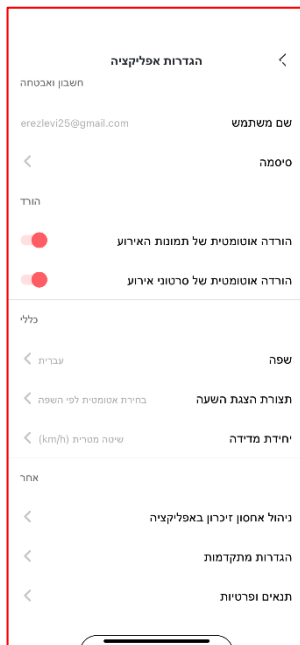 הגדרות אפליקציה
חשבון ואבטחה
שם משתמש erezlevi25@gmail.com
סיסמה
הורד
הורדה אוטומטית של תמונות האירוע
הורדה אוטומטית של סרטוני אירוע
כללי
שפה עברית
תצורת הצגת השעה בחירת אוטומטית לפי השפה
יחידת מדידה שיטה מטרית (km/h)
אחר
ניהול אחסון זיכרון באפליקציה
הגדרות מתקדמות
תנאים ופרטיות